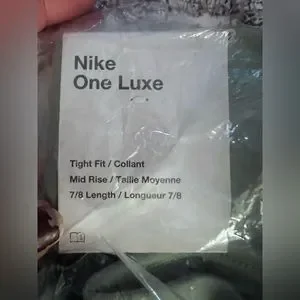 Nike
One Luxe
Tight Fit / Collant
Mid Rise / Taille Moyenne
7/8 Length / Longueur 7/8